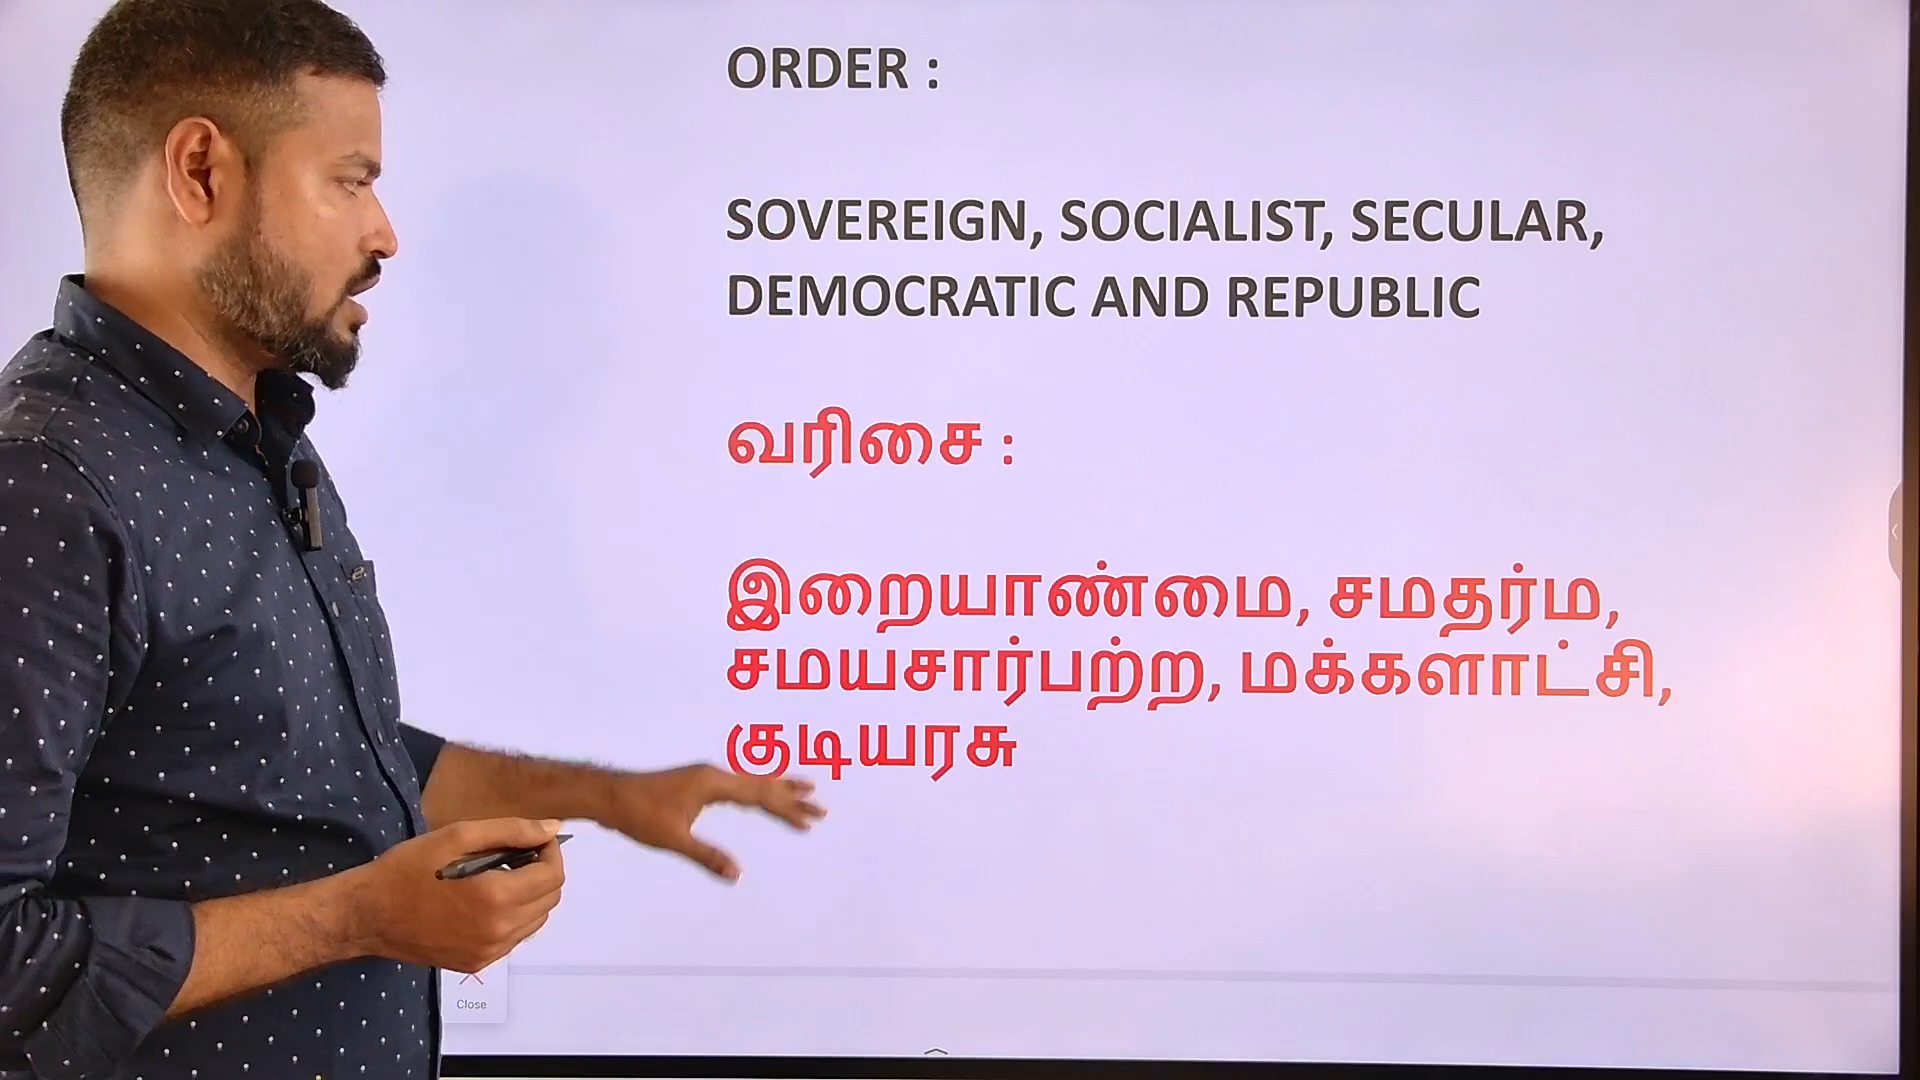 ORDER :
SOVEREIGN, SOCIALIST, SECULAR,
DEMOCRATIC AND REPUBLIC
வரிசை :
இறையாண்மை, சமதர்ம,
சமயசார்பற்ற, மக்களாட்சி,
குடியரசு
Close